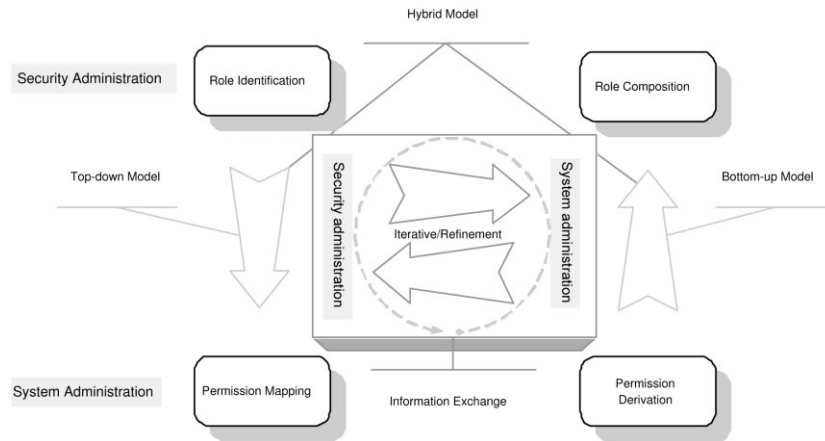 Hybrid Model
Security Administration
Role Identification
Role Composition
Top-down Model
Security administration
Iterative/Refinement
System administration
Bottom-up Model
System Administration
Permission Mapping
Information Exchange
Permission
Derivation